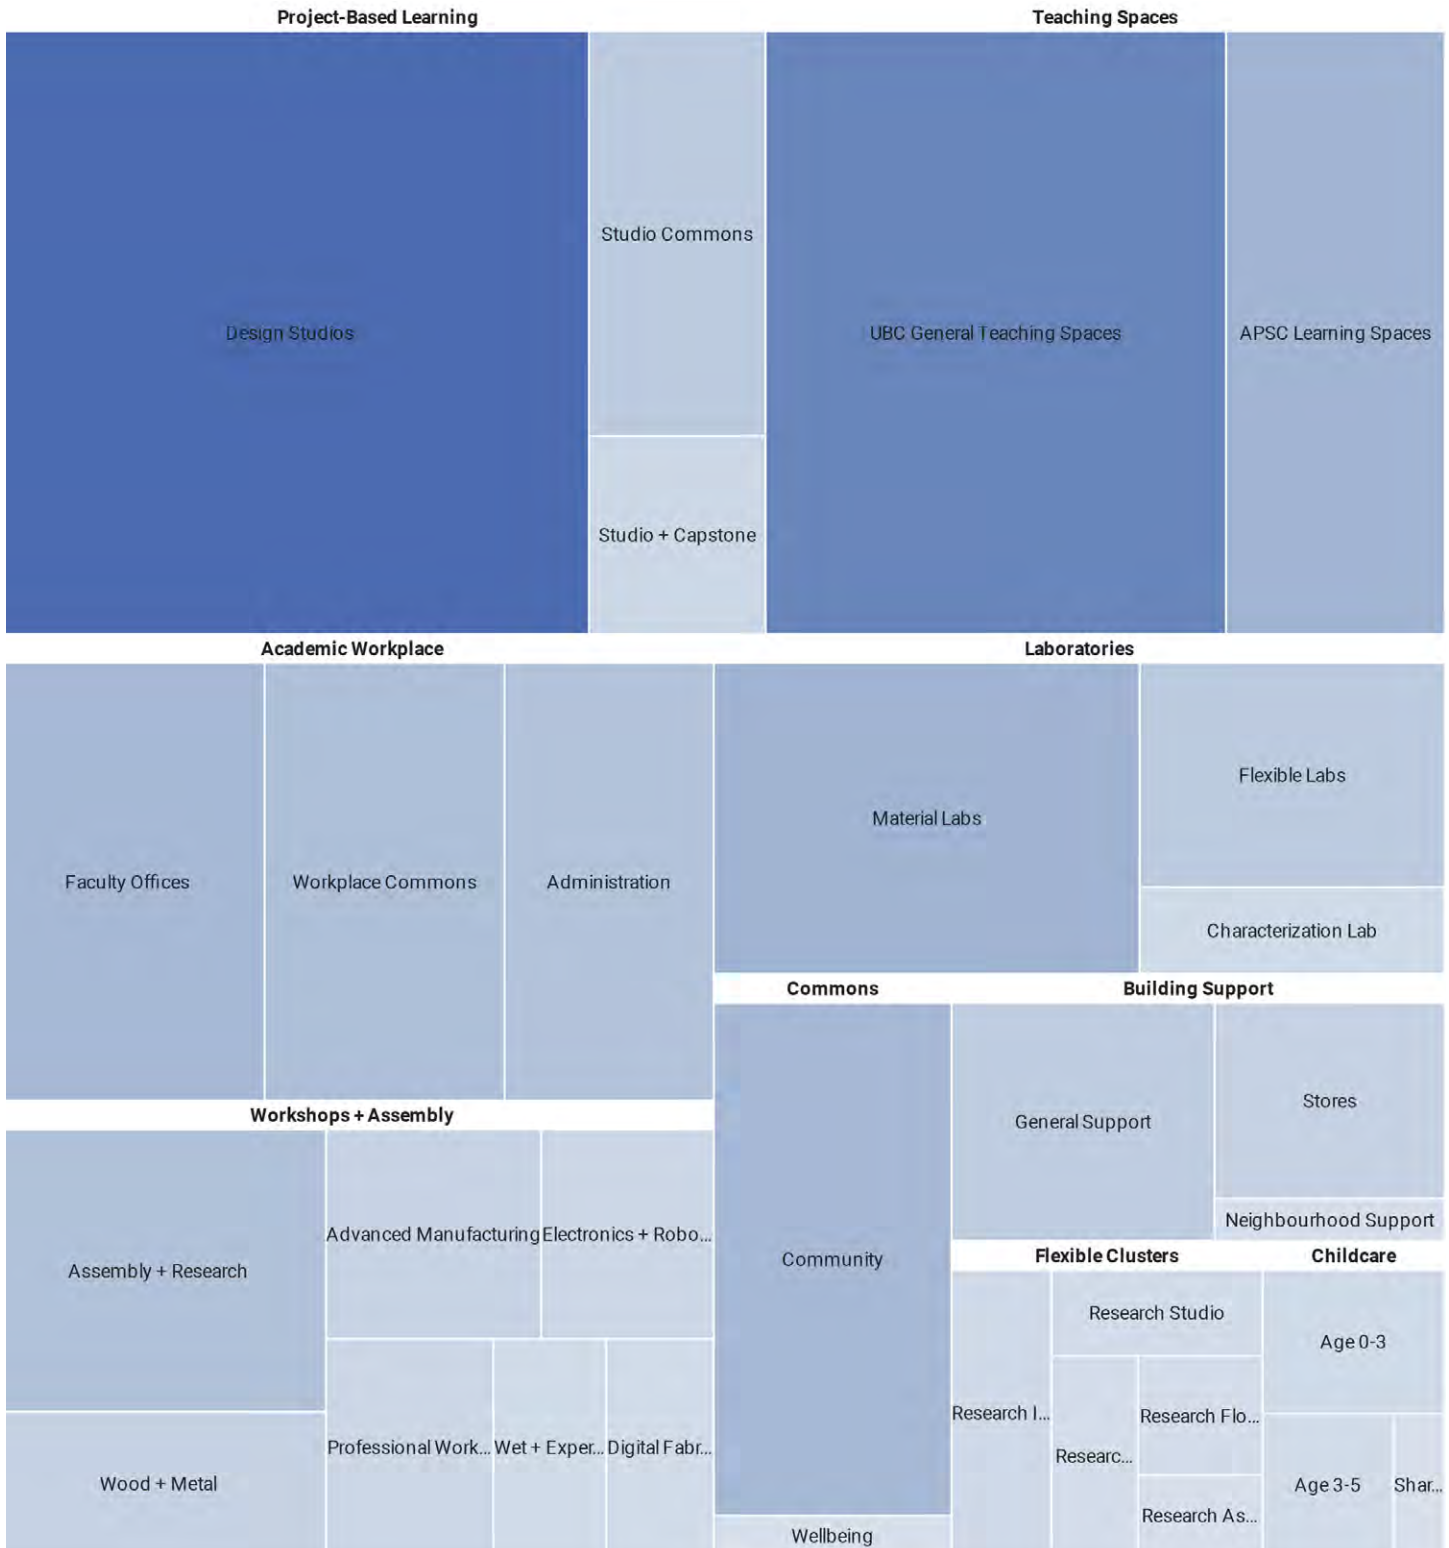 Project-Based Learning
Teaching Spaces
Design Studios
Studio Commons
Studio + Capstone
UBC General Teaching Spaces
APSC Learning Spaces
Academic Workplace
Laboratories
Faculty Offices
Workplace Commons
Administration
Material Labs
Flexible Labs
Characterization Lab
Commons
Building Support
Community
Wellbeing
General Support
Stores
Neighbourhood Support
Workshops + Assembly
Assembly + Research
Wood + Metal
Advanced Manufacturing
Electronics + Robo...
Professional Work...
Wet + Exper...
Digital Fabr...
Flexible Clusters
Childcare
Research I...
Research Studio
Researc...
Research Flo...
Research As...
Age 0-3
Age 3-5
Shar...